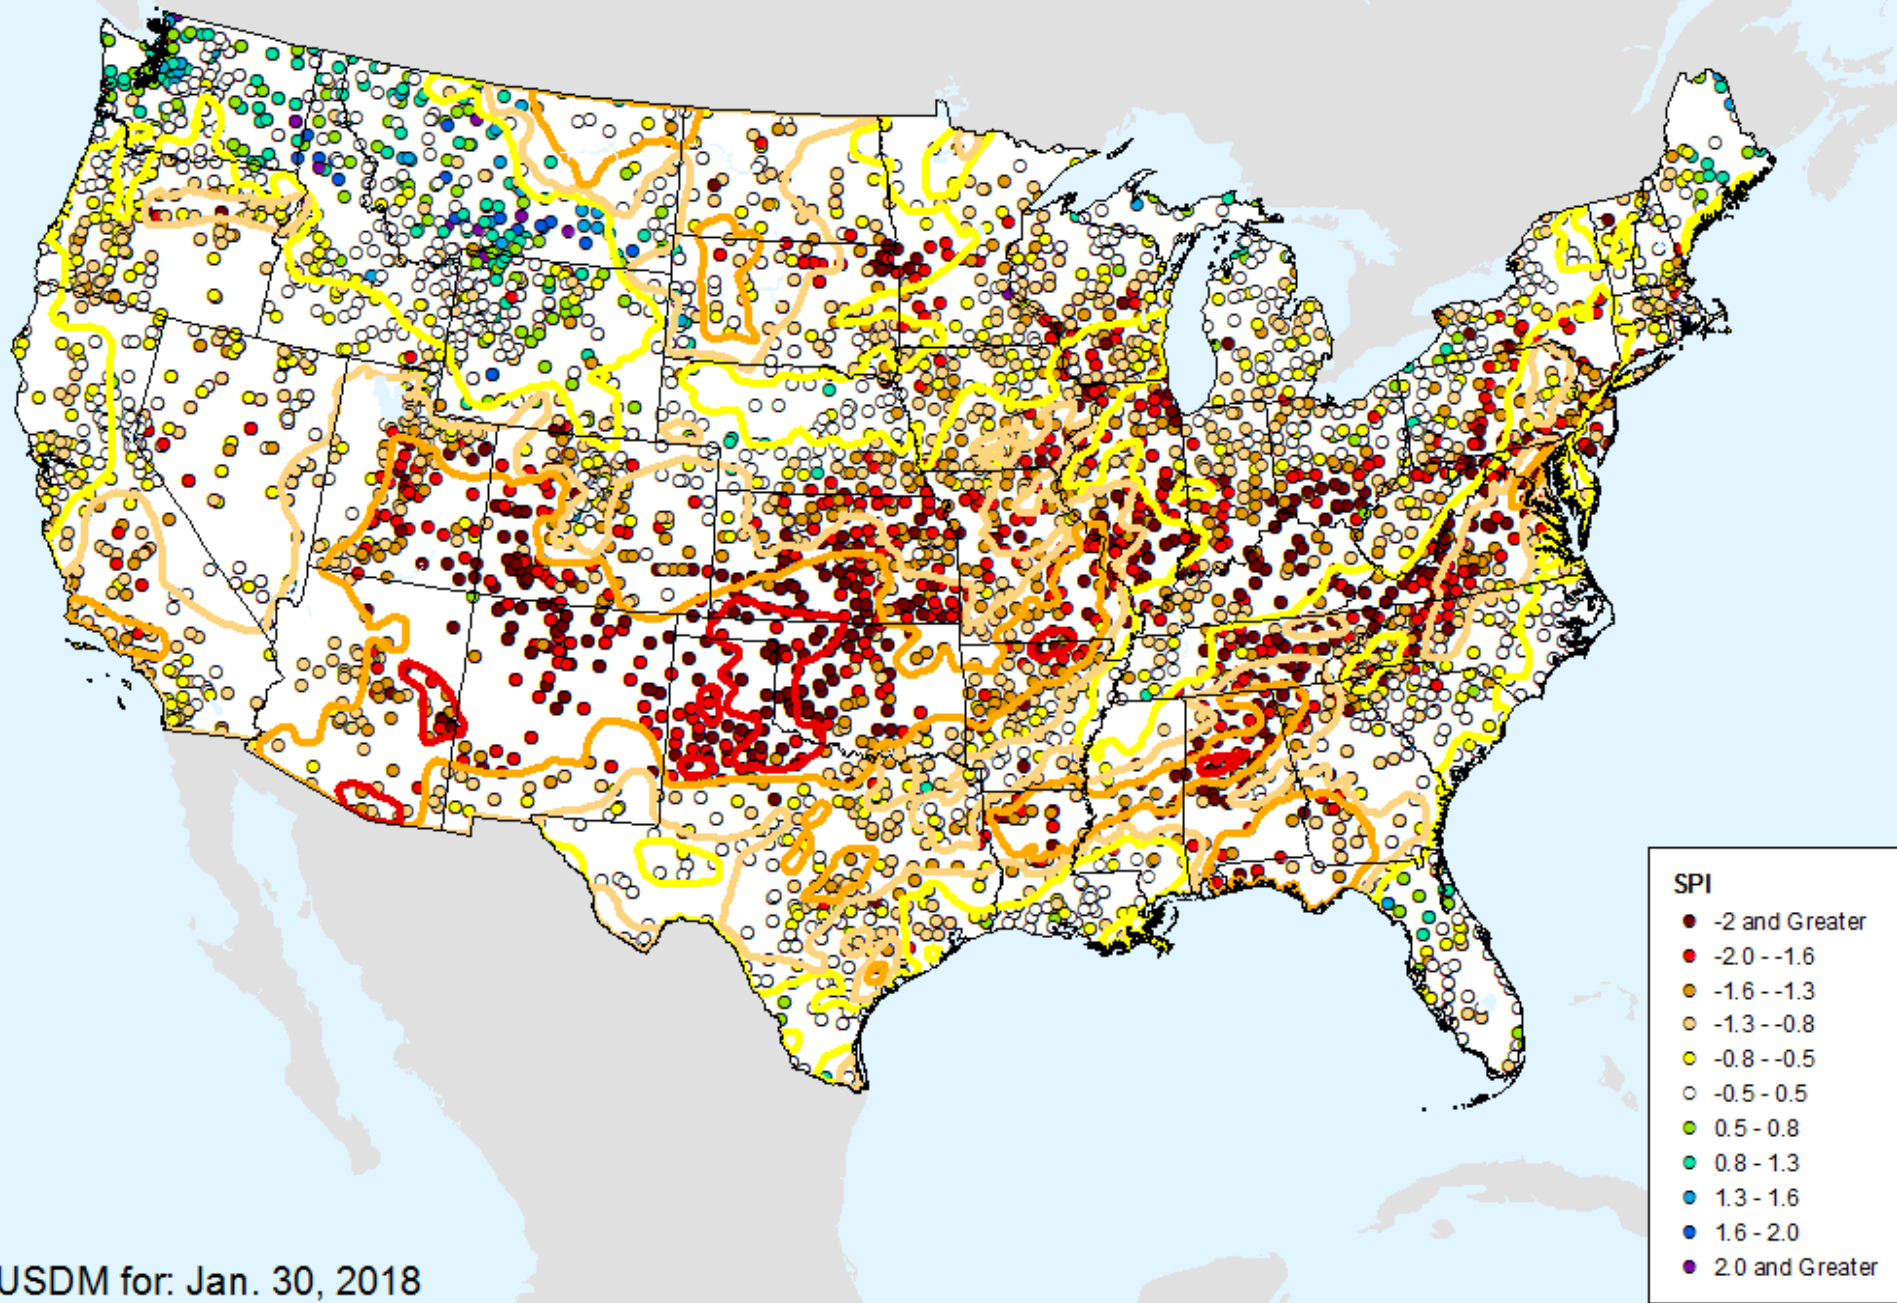 SPI
-2 and Greater
-2.0 - -1.6
-1.6 - -1.3
-1.3 - -0.8
-0.8 - -0.5
-0.5 - 0.5
0.5 - 0.8
0.8 - 1.3
1.3 - 1.6
1.6 - 2.0
2.0 and Greater
USDM for: Jan. 30, 2018